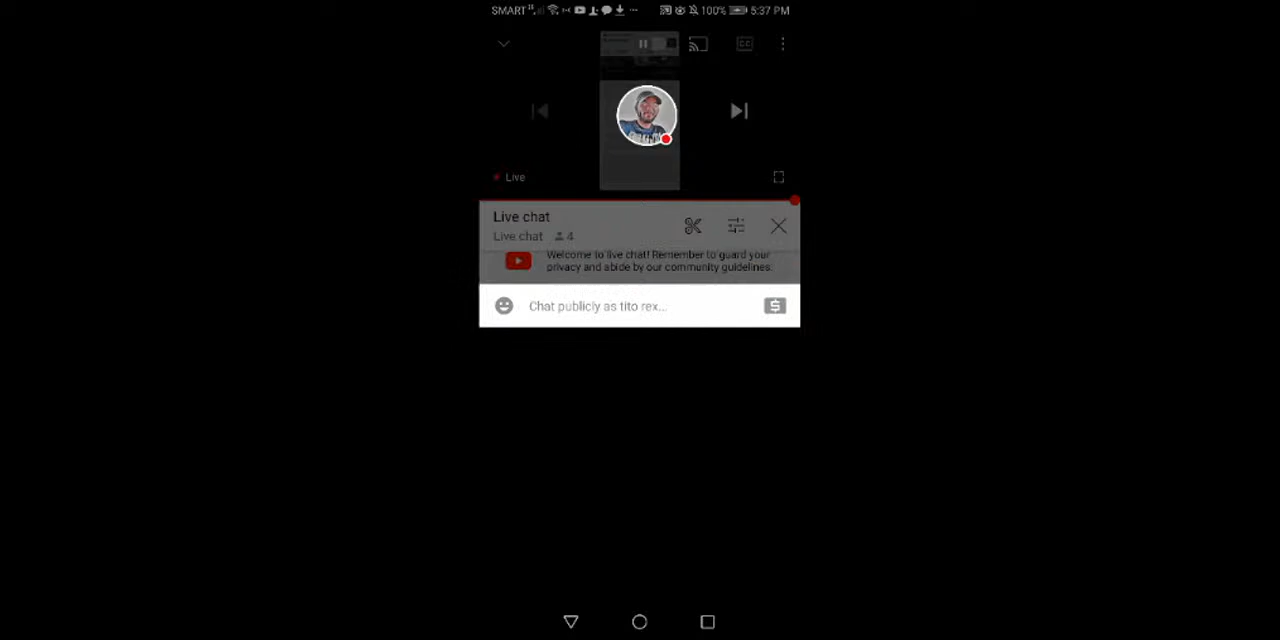 SMART 100% 5:37 PM
CC
Live
Live chat
Live chat 4
Welcome to live chat! Remember to guard your
privacy and abide by our community guidelines.
Chat publicly as tito rex...
$